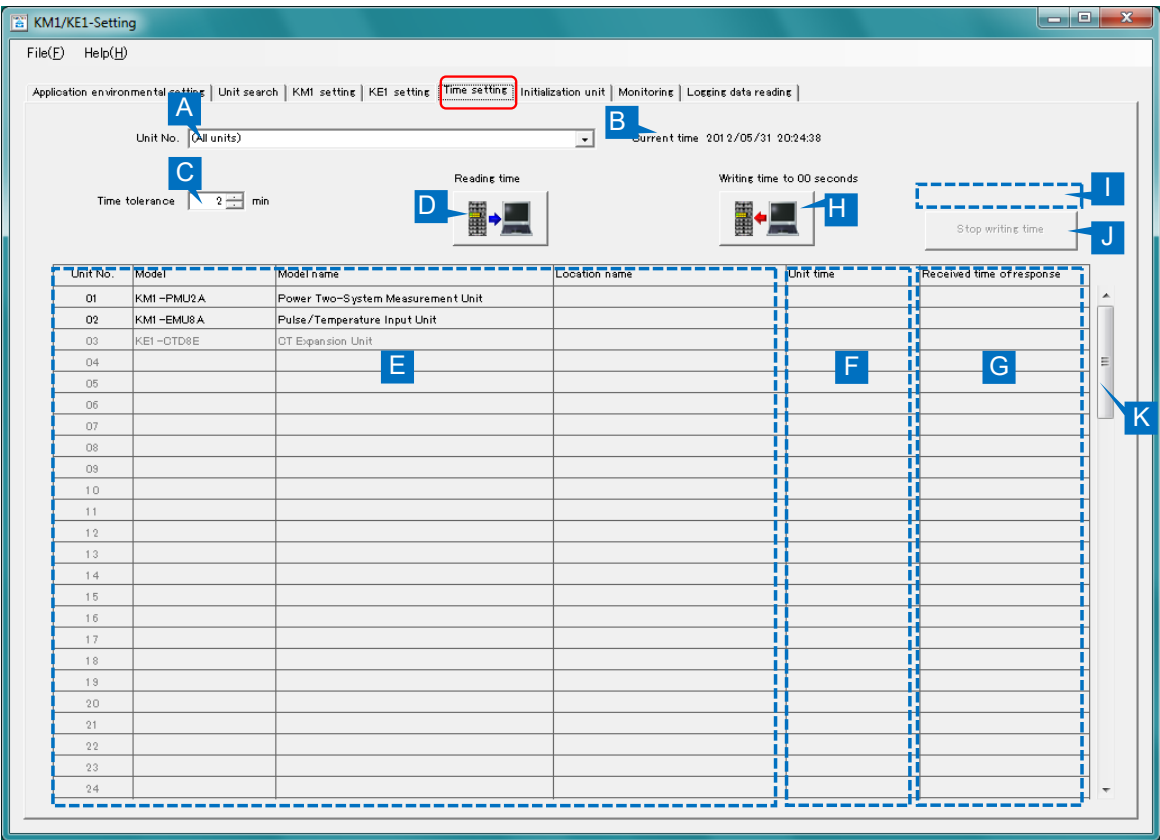 KM1/KE1-Setting
File(F) Help(H)
Application environmental setting Unit search KM1 setting KE1 setting Time setting Initialization unit Monitoring Logging data reading
A
B
Unit No. (All units) Current time 2012/05/31 20:24:38
C
Reading time Writing time to 00 seconds
I
Time tolerance 2 min
D
H
Stop writing time
J
Unit No. Model Model name Location name Unit time Received time of response
01 KM1-PMU2A Power Two-System Measurement Unit
02 KM1-EMU8A Pulse/Temperature Input Unit
03 KE1-CTD8E CT Expansion Unit
04
E F G
05
06
K
07
08
09
10
11
12
13
14
15
16
17
18
19
20
21
22
23
24